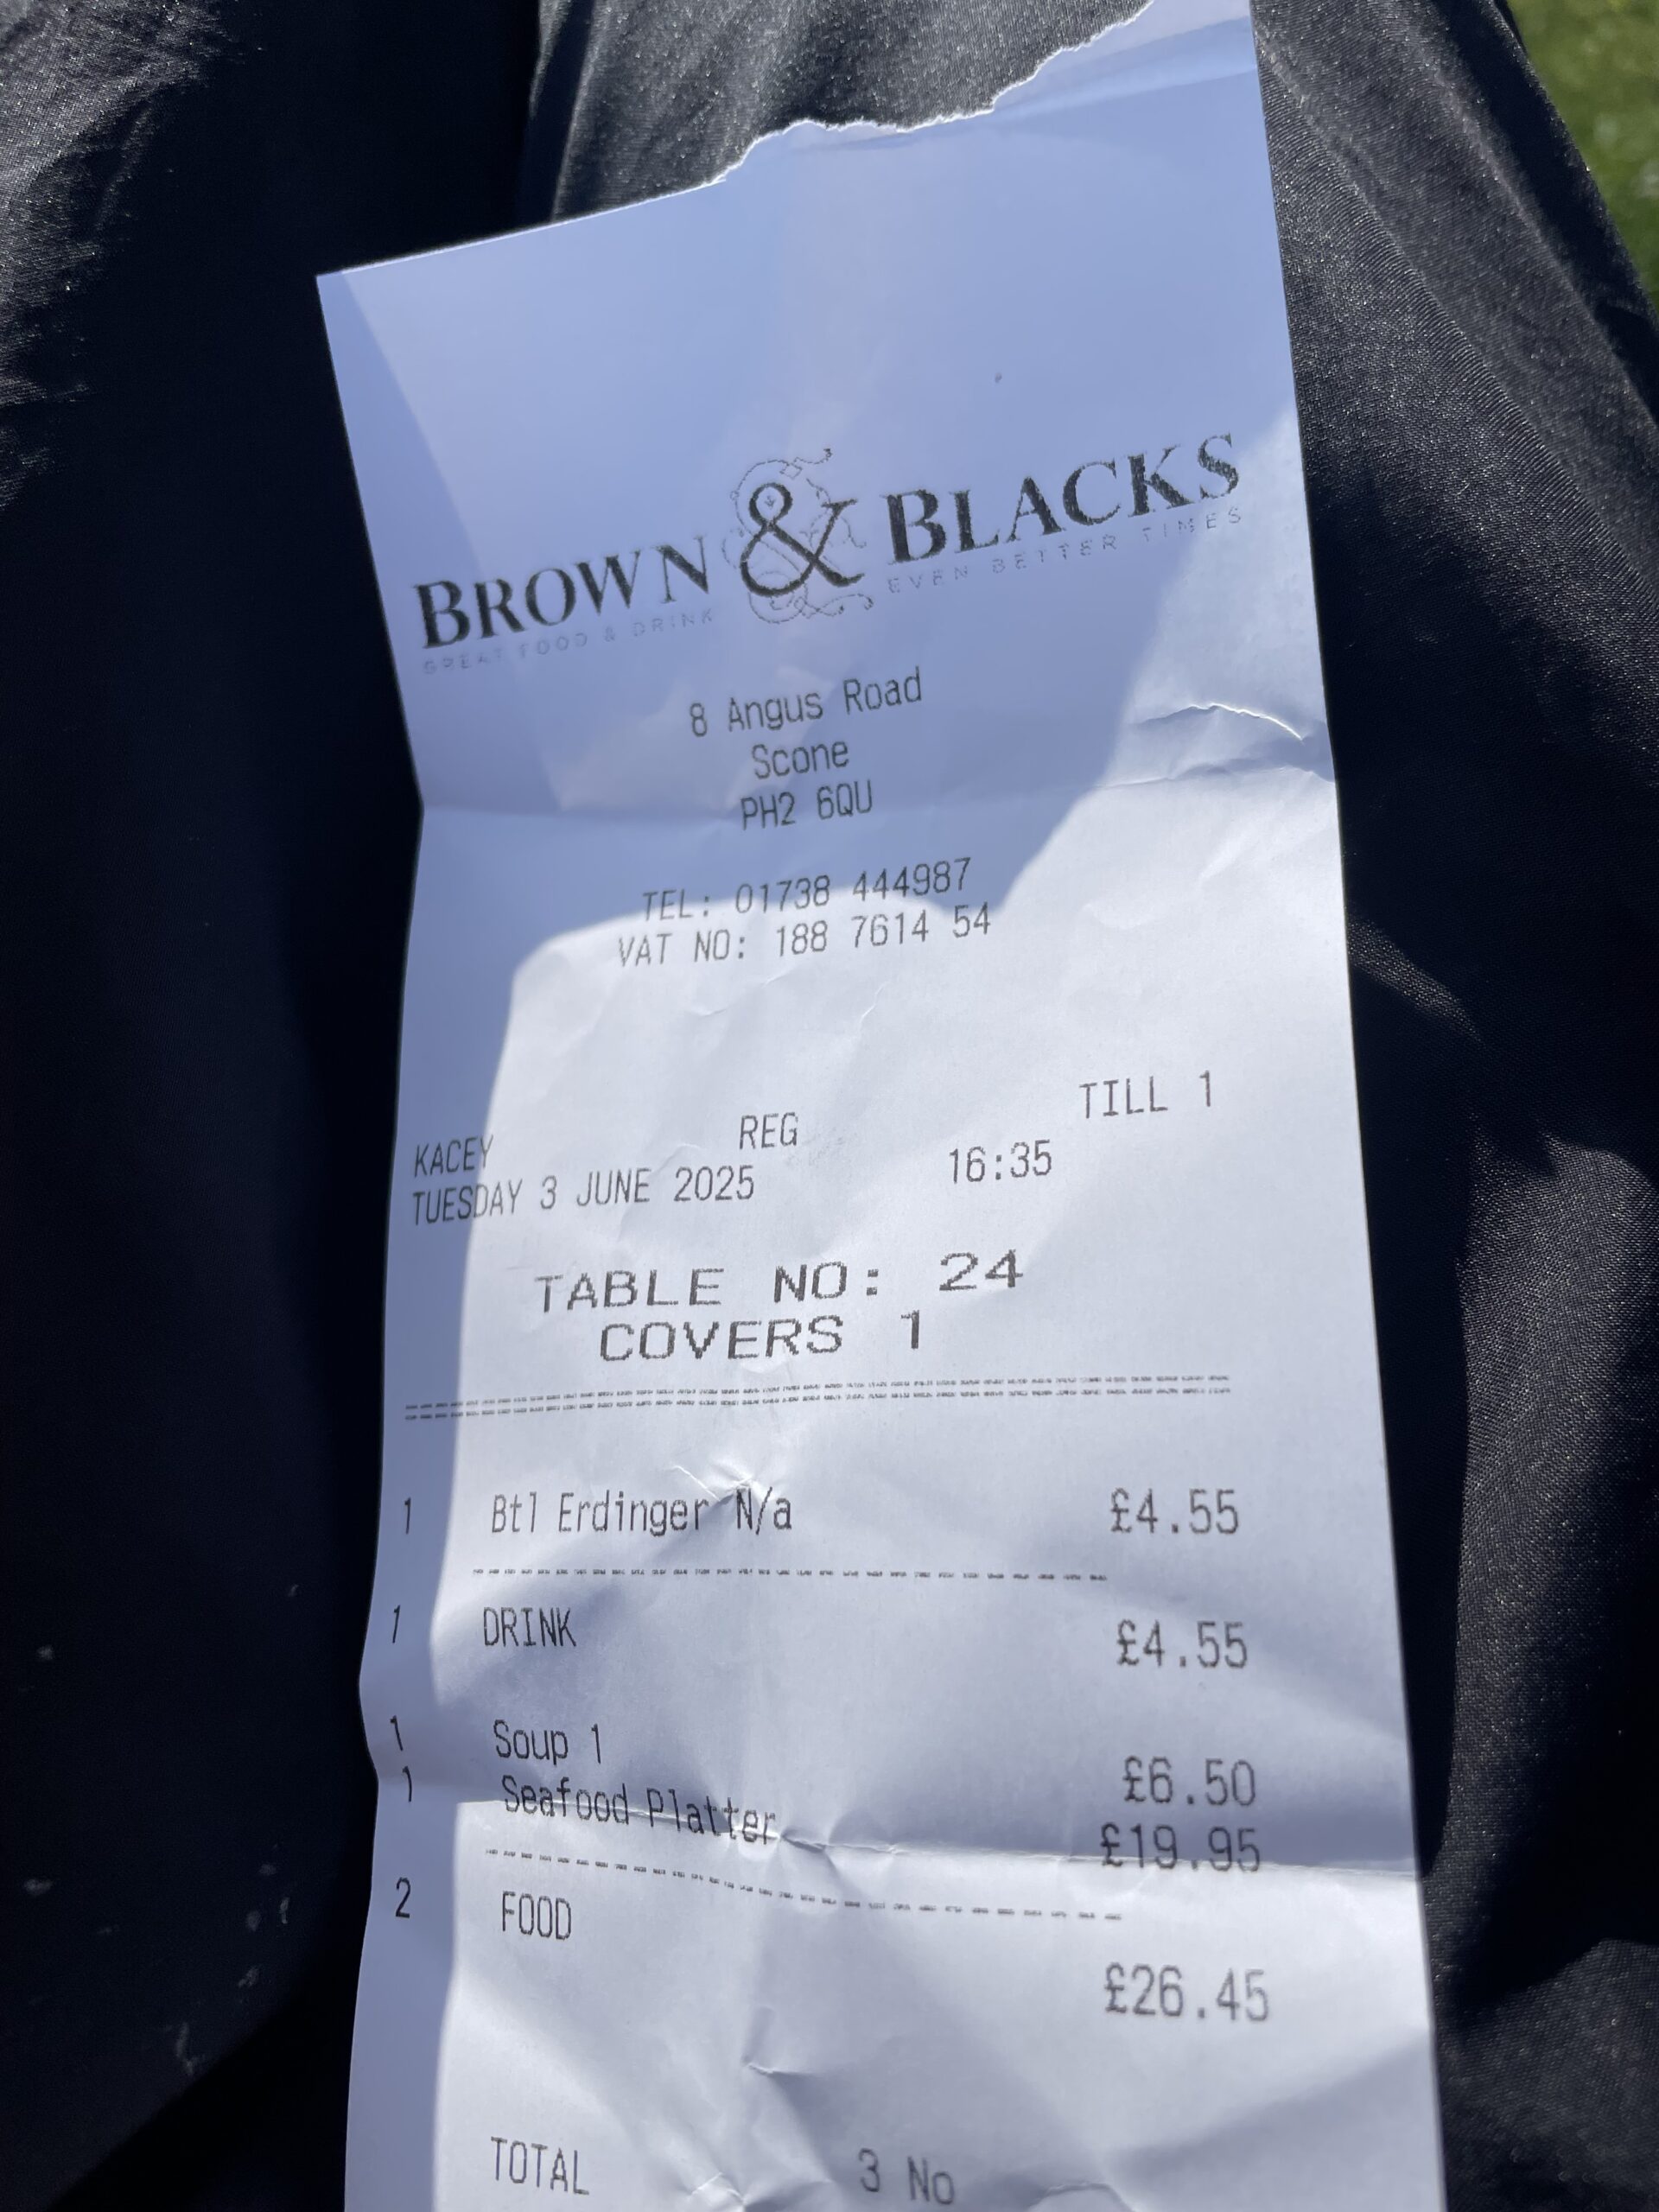 BROWN & BLACKS
GREAT FOOD & DRINK EVEN BETTER TIMES
8 Angus Road
Scone
PH2 6QU
TEL: 01738 444987
VAT NO: 188 7614 54
KACEY REG TILL 1
TUESDAY 3 JUNE 2025 16:35
TABLE NO: 24
COVERS 1
1 Btl Erdinger N/a £4.55
1 DRINK £4.55
1 Soup 1 £6.50
1 Seafood Platter £19.95
2 FOOD £26.45
TOTAL 3 No